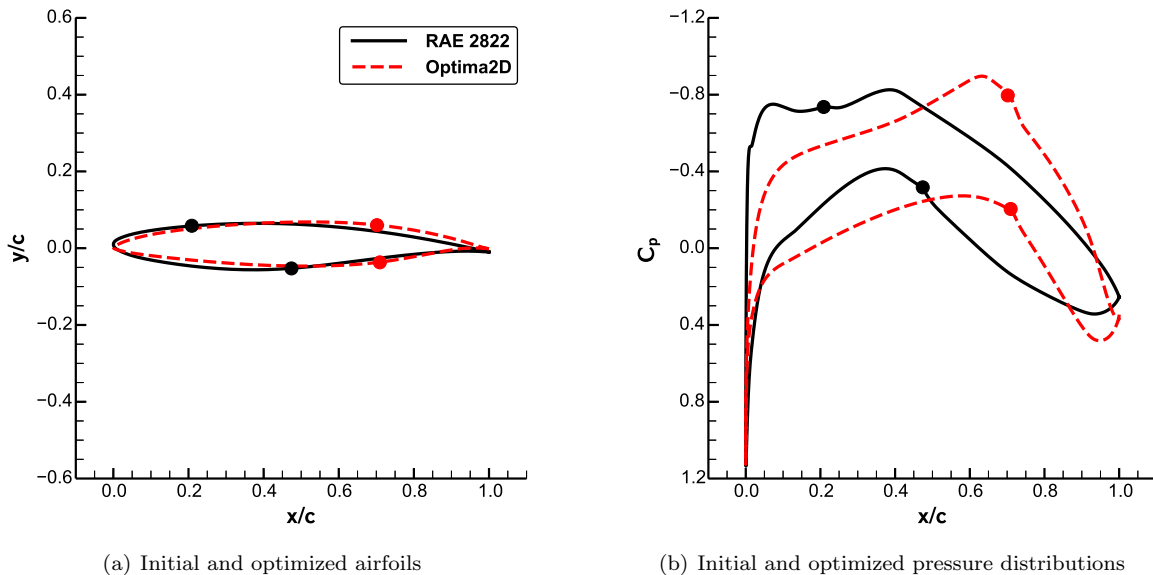 0.6
0.4
0.2
0.0
−0.2
−0.4
−0.6
y/c
0.0 0.2 0.4 0.6 0.8 1.0
x/c
RAE 2822
Optima2D
(a) Initial and optimized airfoils
−1.2
−0.8
−0.4
0.0
0.4
0.8
1.2
Cp
0.0 0.2 0.4 0.6 0.8 1.0
x/c
(b) Initial and optimized pressure distributions